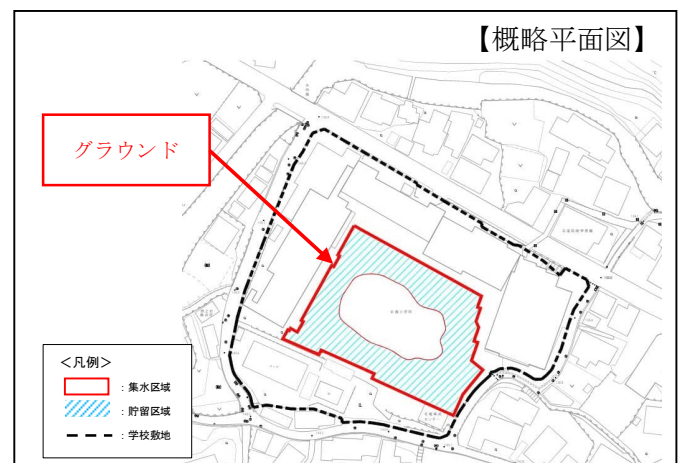 【概略平面図】
グラウンド
<凡例>
：集水区域
：貯留区域
：学校敷地